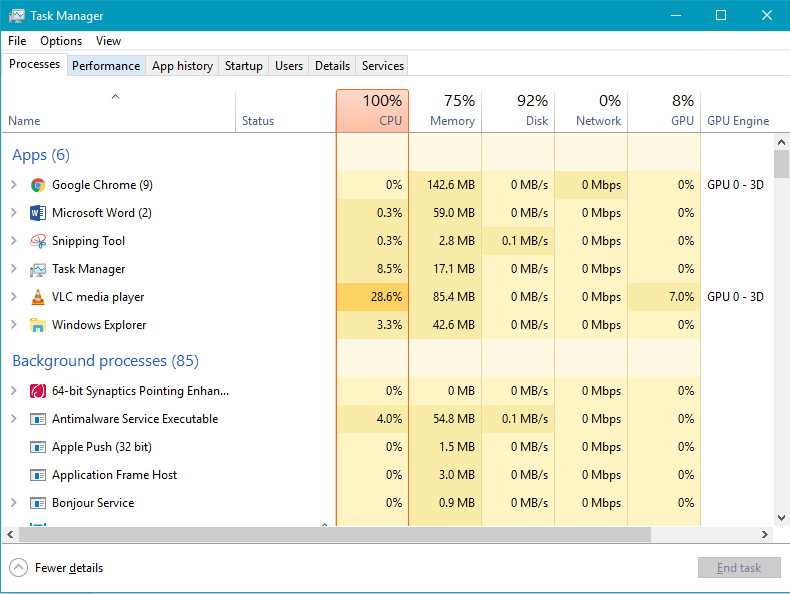 Task Manager
File Options View
Processes Performance App history Startup Users Details Services
100% 75% 92% 0% 8%
Name Status CPU Memory Disk Network GPU GPU Engine
Apps (6)
Google Chrome (9) 0% 142.6 MB 0 MB/s 0 Mbps 0% GPU 0 - 3D
Microsoft Word (2) 0.3% 59.0 MB 0 MB/s 0 Mbps 0%
Snipping Tool 0.3% 2.8 MB 0.1 MB/s 0 Mbps 0%
Task Manager 8.5% 17.1 MB 0 MB/s 0 Mbps 0%
VLC media player 28.6% 85.4 MB 0 MB/s 0 Mbps 7.0% GPU 0 - 3D
Windows Explorer 3.3% 42.6 MB 0 MB/s 0 Mbps 0%
Background processes (85)
64-bit Synaptics Pointing Enhan... 0% 0 MB 0 MB/s 0 Mbps 0%
Antimalware Service Executable 4.0% 54.8 MB 0.1 MB/s 0 Mbps 0%
Apple Push (32 bit) 0% 1.5 MB 0 MB/s 0 Mbps 0%
Application Frame Host 0% 3.0 MB 0 MB/s 0 Mbps 0%
Bonjour Service 0% 0.9 MB 0 MB/s 0 Mbps 0%
Fewer details End task